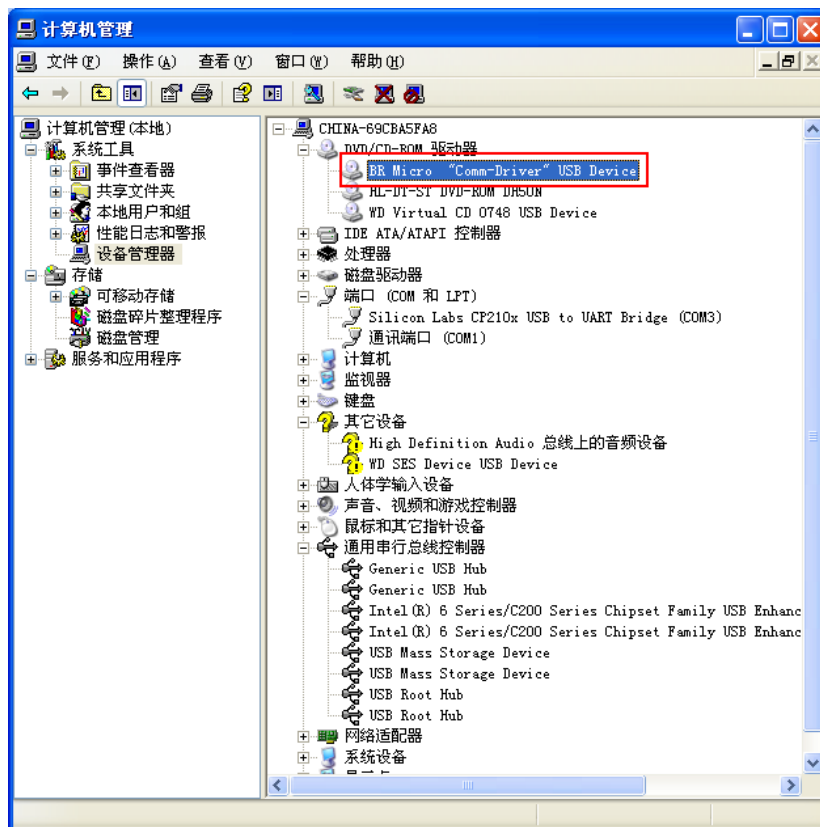 计算机管理
文件(F) 操作(A) 查看(V) 窗口(W) 帮助(H)
计算机管理(本地)
系统工具
事件查看器
共享文件夹
本地用户和组
性能日志和警报
设备管理器
存储
可移动存储
磁盘碎片整理程序
磁盘管理
服务和应用程序
CHINA-69CBA5FA8
DVD/CD-ROM 驱动器
BR Micro “Comm-Driver” USB Device
HL-DT-ST DVD-ROM DH50N
WD Virtual CD 0748 USB Device
IDE ATA/ATAPI 控制器
处理器
磁盘驱动器
端口 (COM 和 LPT)
Silicon Labs CP210x USB to UART Bridge (COM3)
通讯端口 (COM1)
计算机
监视器
键盘
其它设备
High Definition Audio 总线上的音频设备
WD SES Device USB Device
人体学输入设备
声音、视频和游戏控制器
鼠标和其它指针设备
通用串行总线控制器
Generic USB Hub
Generic USB Hub
Intel(R) 6 Series/C200 Series Chipset Family USB Enhanc
Intel(R) 6 Series/C200 Series Chipset Family USB Enhanc
USB Mass Storage Device
USB Mass Storage Device
USB Root Hub
USB Root Hub
网络适配器
系统设备